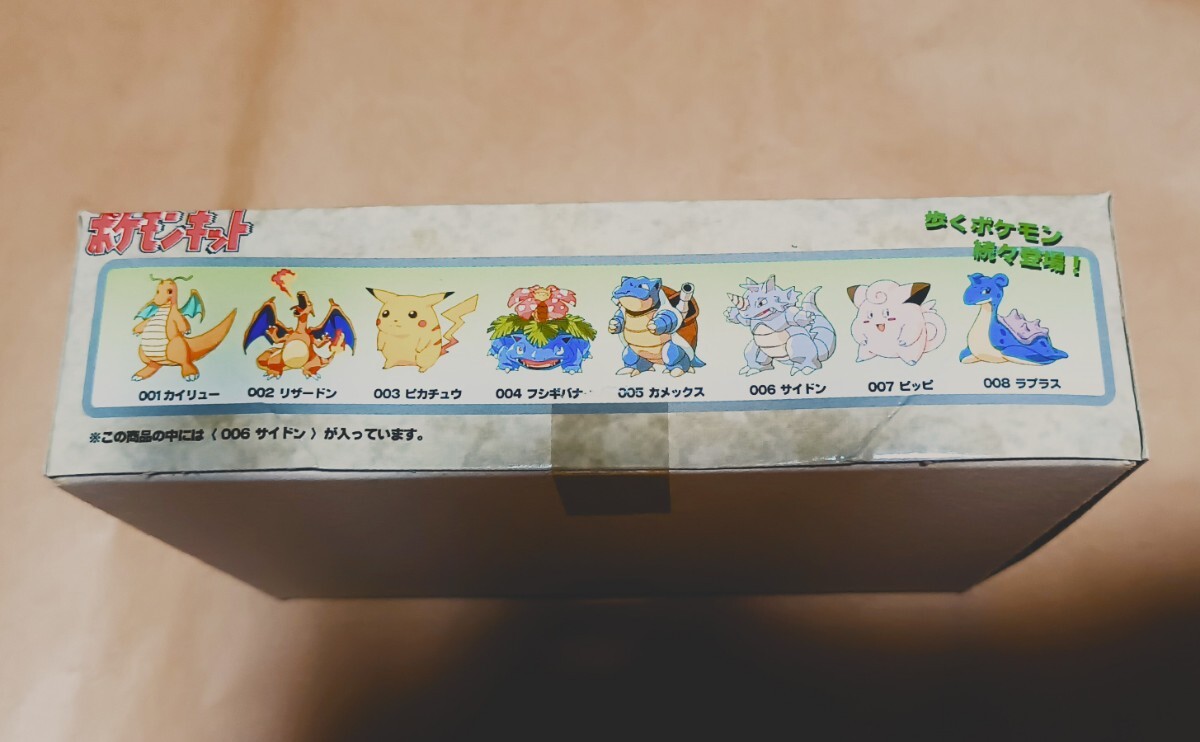 ポケモンキット
歩くポケモン
続々登場！
001 カイリュー 002 リザードン 003 ピカチュウ 004 フシギバナ 005 カメックス 006 サイドン 007 ピッピ 008 ラプラス
※この商品の中には〈 006 サイドン 〉が入っています。